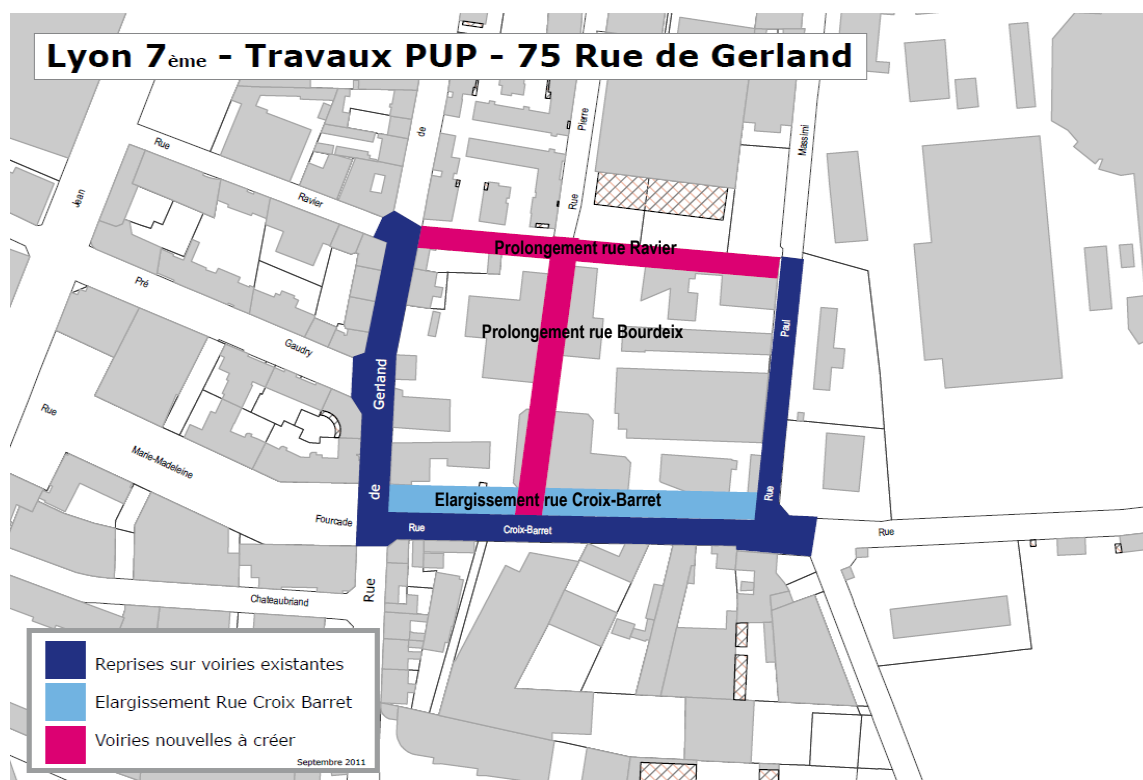 Lyon 7ème - Travaux PUP - 75 Rue de Gerland
Jean
Rue
Ravier
de
Pierre
Rue
Massimi
Prolongement rue Ravier
Pré
Gaudry
Gerland
Prolongement rue Bourdeix
Paul
Rue
Rue
Marie-Madeleine
Fourcade
de
Elargissement rue Croix-Barret
Rue
Croix-Barret
Rue
Chateaubriand
Rue
Reprises sur voiries existantes
Elargissement Rue Croix Barret
Voiries nouvelles à créer
Septembre 2011